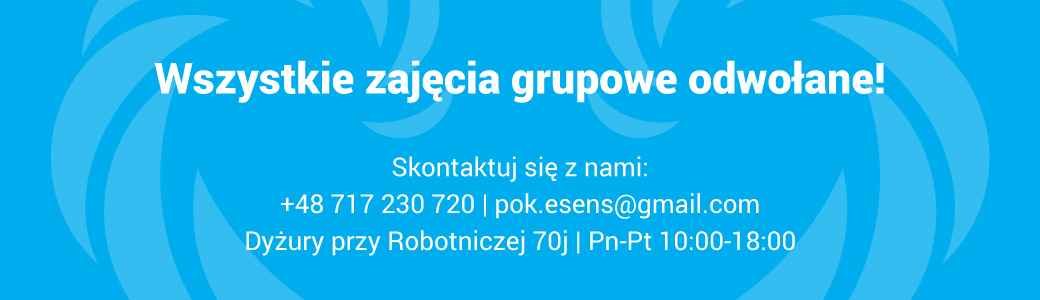 Wszystkie zajęcia grupowe odwołane!
Skontaktuj się z nami:
+48 717 230 720 | pok.esens@gmail.com
Dyżury przy Robotniczej 70j | Pn-Pt 10:00-18:00